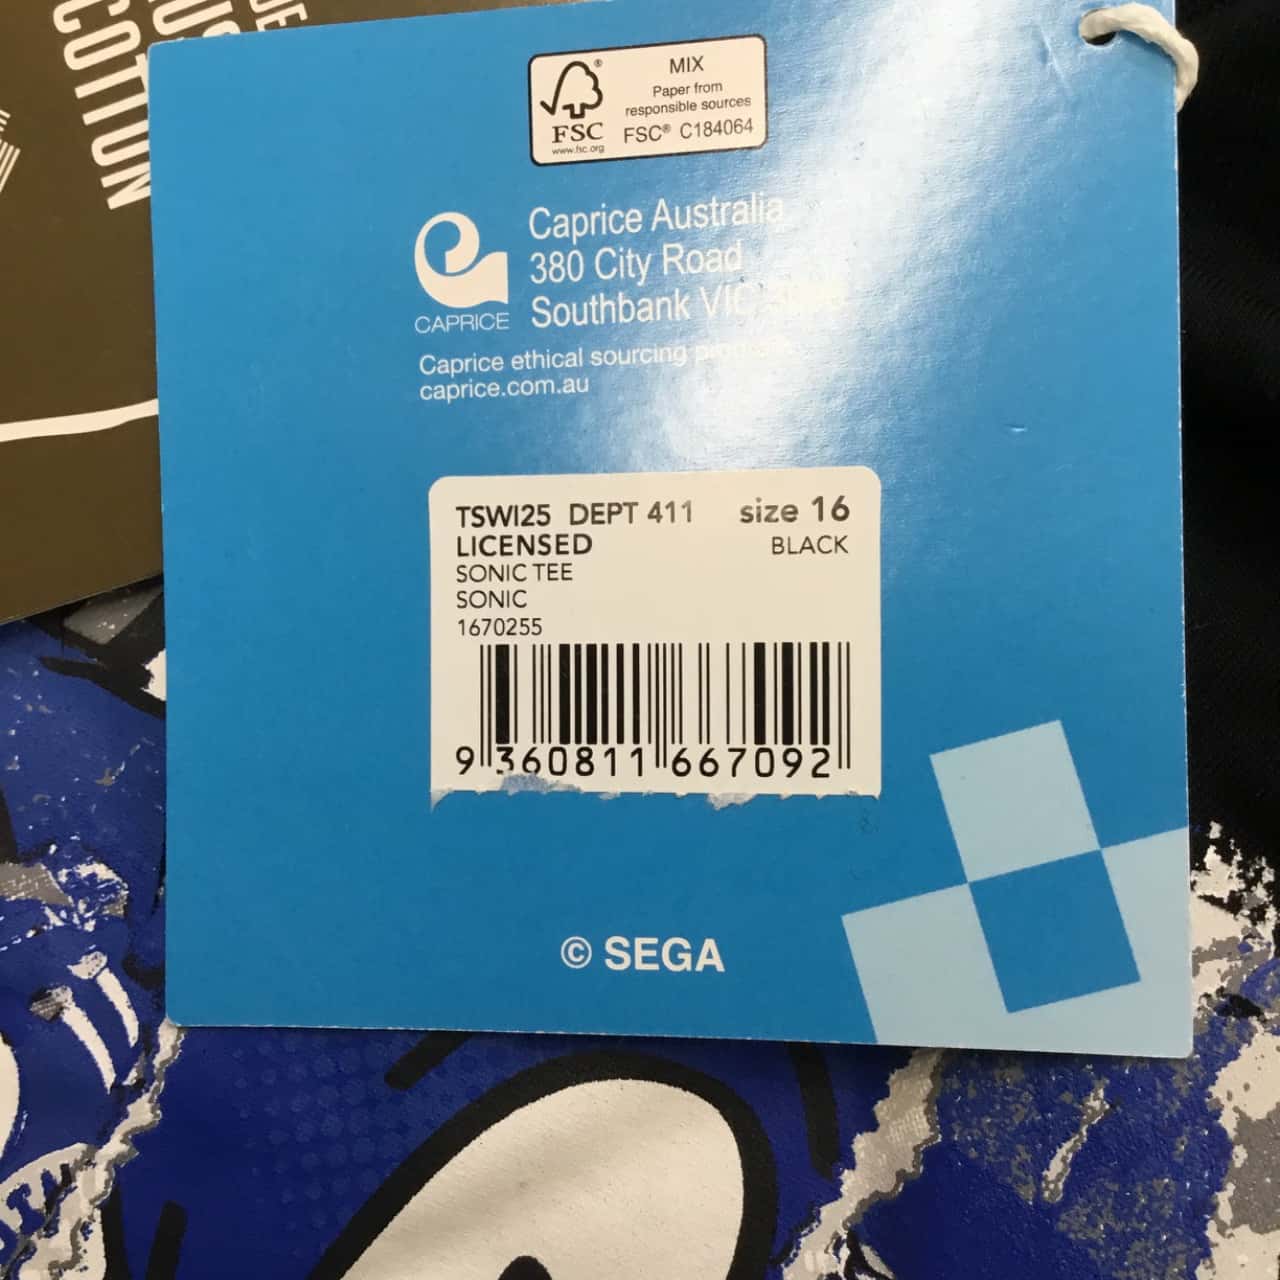 COTTON
MIX
Paper from
responsible sources
FSC® C184064
FSC
www.fsc.org
Caprice Australia
380 City Road
Southbank VIC
CAPRICE
Caprice ethical sourcing
caprice.com.au
TSWI25 DEPT 411 size 16
LICENSED BLACK
SONIC TEE
SONIC
1670255
9 360811 667092
© SEGA